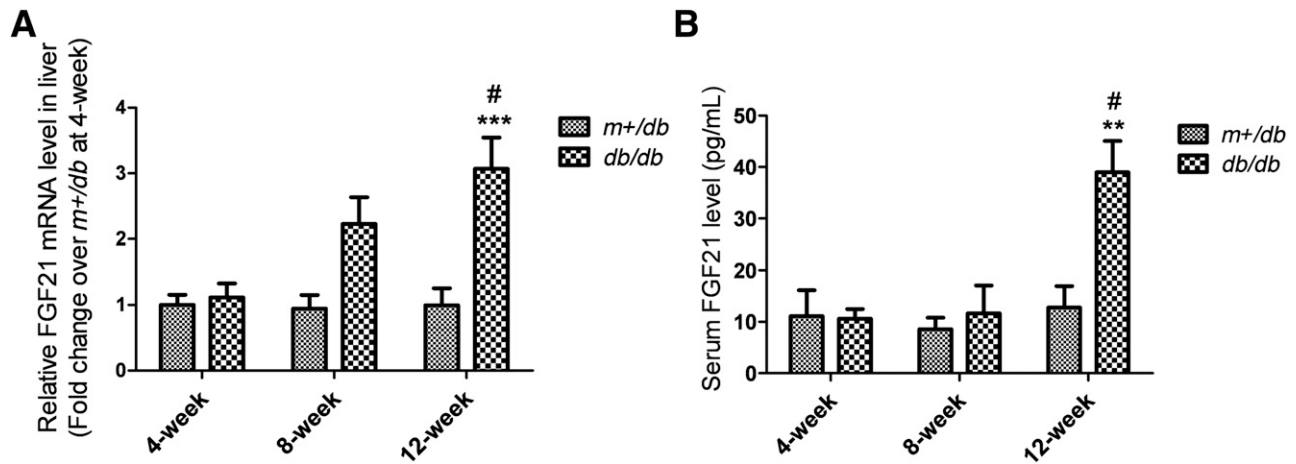 A
Relative FGF21 mRNA level in liver
(Fold change over m+/db at 4-week)
4
3
2
1
0
#
***
m+/db
db/db
4-week
8-week
12-week
B
Serum FGF21 level (pg/mL)
50
40
30
20
10
0
#
**
m+/db
db/db
4-week
8-week
12-week